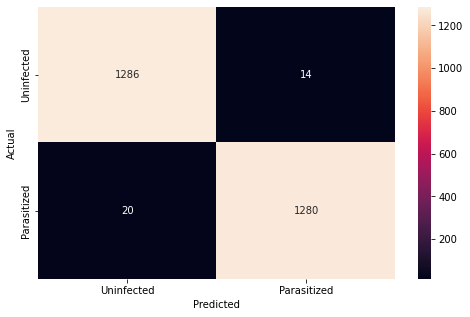 1200
1000
800
600
400
200
Uninfected
Parasitized
Actual
1286
14
20
1280
Uninfected
Parasitized
Predicted